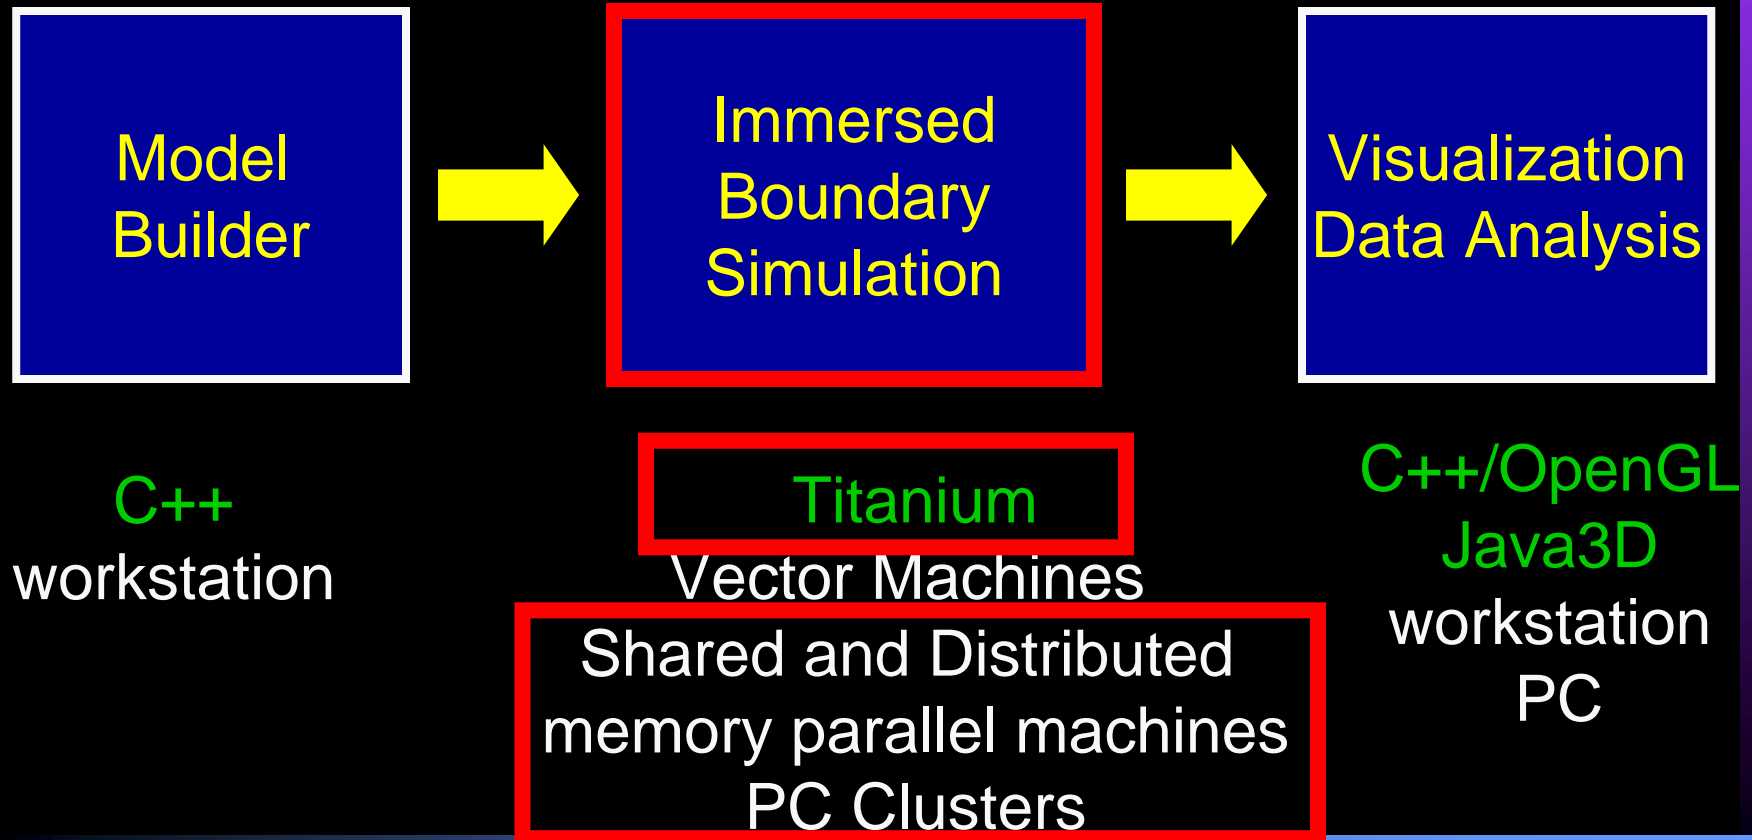 Model
Builder
Immersed
Boundary
Simulation
Visualization
Data Analysis
C++
workstation
Titanium
Vector Machines
Shared and Distributed
memory parallel machines
PC Clusters
C++/OpenGL
Java3D
workstation
PC